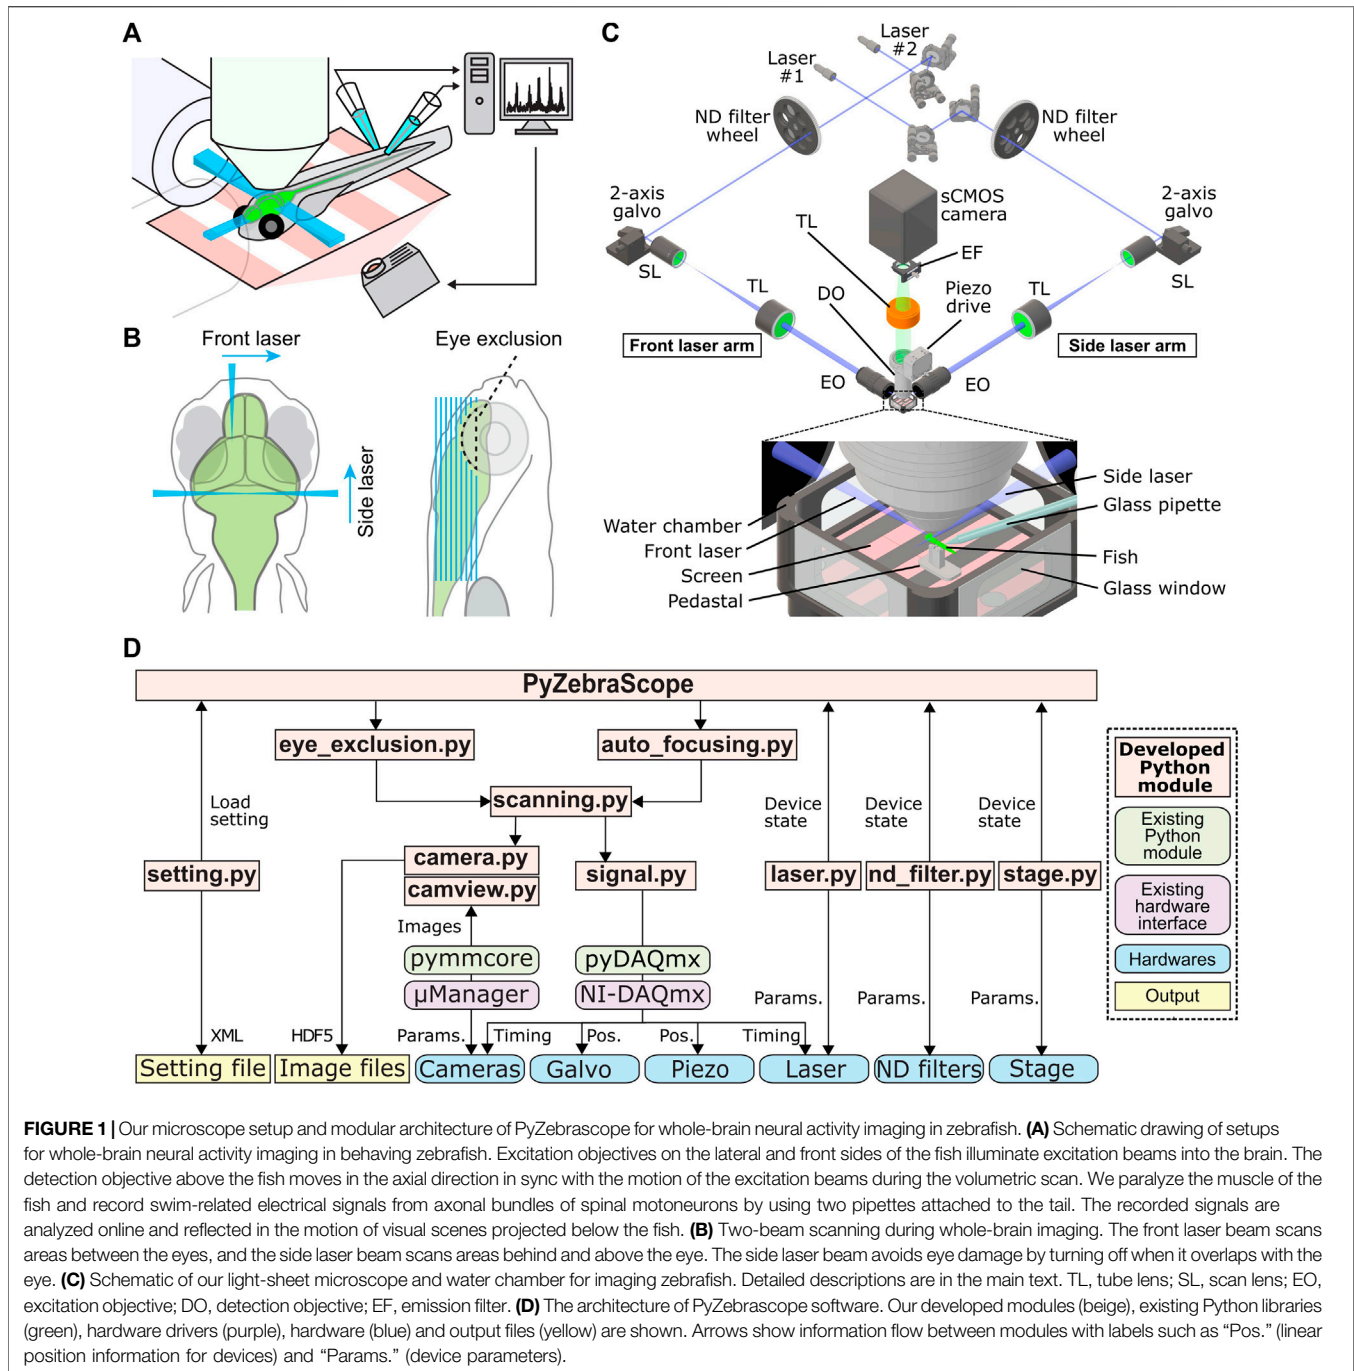 A
B
Front laser
Side laser
Eye exclusion
C
Laser
#2
Laser
#1
ND filter
wheel
ND filter
wheel
2-axis
galvo
2-axis
galvo
sCMOS
camera
TL
EF
SL
SL
TL
DO
Piezo
drive
TL
Front laser arm
Side laser arm
EO
EO
Side laser
Glass pipette
Water chamber
Front laser
Fish
Screen
Glass window
Pedastal
D
PyZebraScope
eye_exclusion.py
auto_focusing.py
scanning.py
Load
setting
Device
state
Device
state
Device
state
setting.py
camera.py
camview.py
signal.py
laser.py
nd_filter.py
stage.py
Images
pymmcore
pyDAQmx
µManager
NI-DAQmx
Params.
Params.
Params.
XML
HDF5
Params.
Timing
Pos.
Pos.
Timing
Setting file
Image files
Cameras
Galvo
Piezo
Laser
ND filters
Stage
Developed
Python
module
Existing
Python
module
Existing
hardware
interface
Hardwares
Output
FIGURE 1 | Our microscope setup and modular architecture of PyZebrascope for whole-brain neural activity imaging in zebrafish. (A) Schematic drawing of setups
for whole-brain neural activity imaging in behaving zebrafish. Excitation objectives on the lateral and front sides of the fish illuminate excitation beams into the brain. The
detection objective above the fish moves in the axial direction in sync with the motion of the excitation beams during the volumetric scan. We paralyze the muscle of the
fish and record swim-related electrical signals from axonal bundles of spinal motoneurons by using two pipettes attached to the tail. The recorded signals are
analyzed online and reflected in the motion of visual scenes projected below the fish. (B) Two-beam scanning during whole-brain imaging. The front laser beam scans
areas between the eyes, and the side laser beam scans areas behind and above the eye. The side laser beam avoids eye damage by turning off when it overlaps with the
eye. (C) Schematic of our light-sheet microscope and water chamber for imaging zebrafish. Detailed descriptions are in the main text. TL, tube lens; SL, scan lens; EO,
excitation objective; DO, detection objective; EF, emission filter. (D) The architecture of PyZebrascope software. Our developed modules (beige), existing Python libraries
(green), hardware drivers (purple), hardware (blue) and output files (yellow) are shown. Arrows show information flow between modules with labels such as “Pos.” (linear
position information for devices) and “Params.” (device parameters).